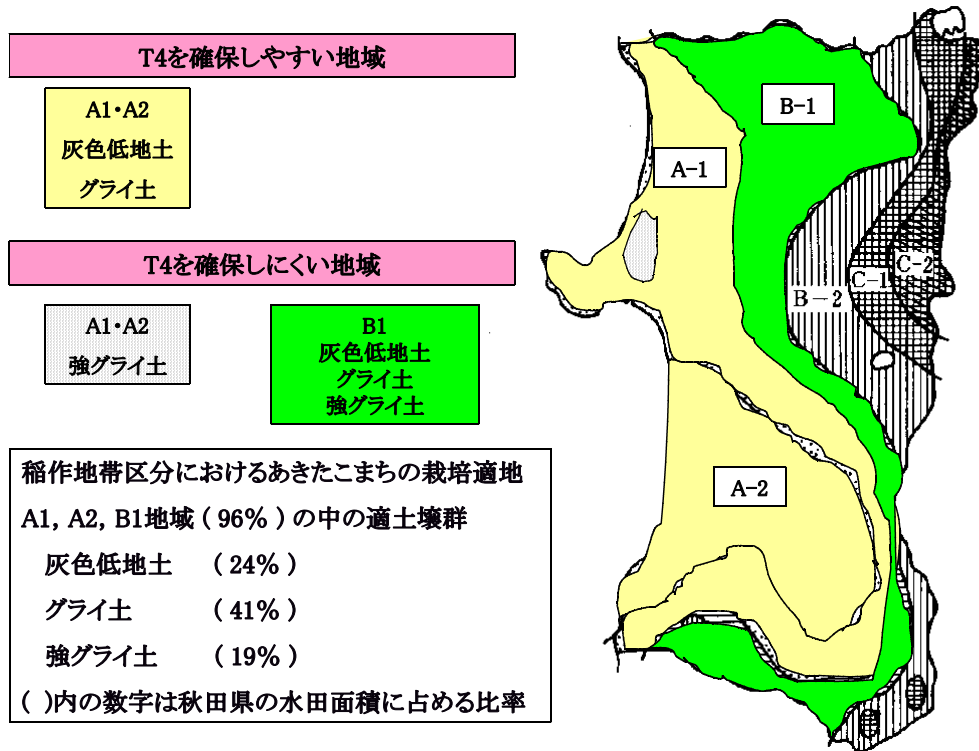 T4を確保しやすい地域
A1・A2
灰色低地土
グライ土
T4を確保しにくい地域
A1・A2
強グライ土
B1
灰色低地土
グライ土
強グライ土
稲作地帯区分におけるあきたこまちの栽培適地
A1, A2, B1地域 ( 96% ) の中の適土壌群
灰色低地土 ( 24% )
グライ土 ( 41% )
強グライ土 ( 19% )
( )内の数字は秋田県の水田面積に占める比率
B-1
A-1
C-2
C-1
B-2
A-2